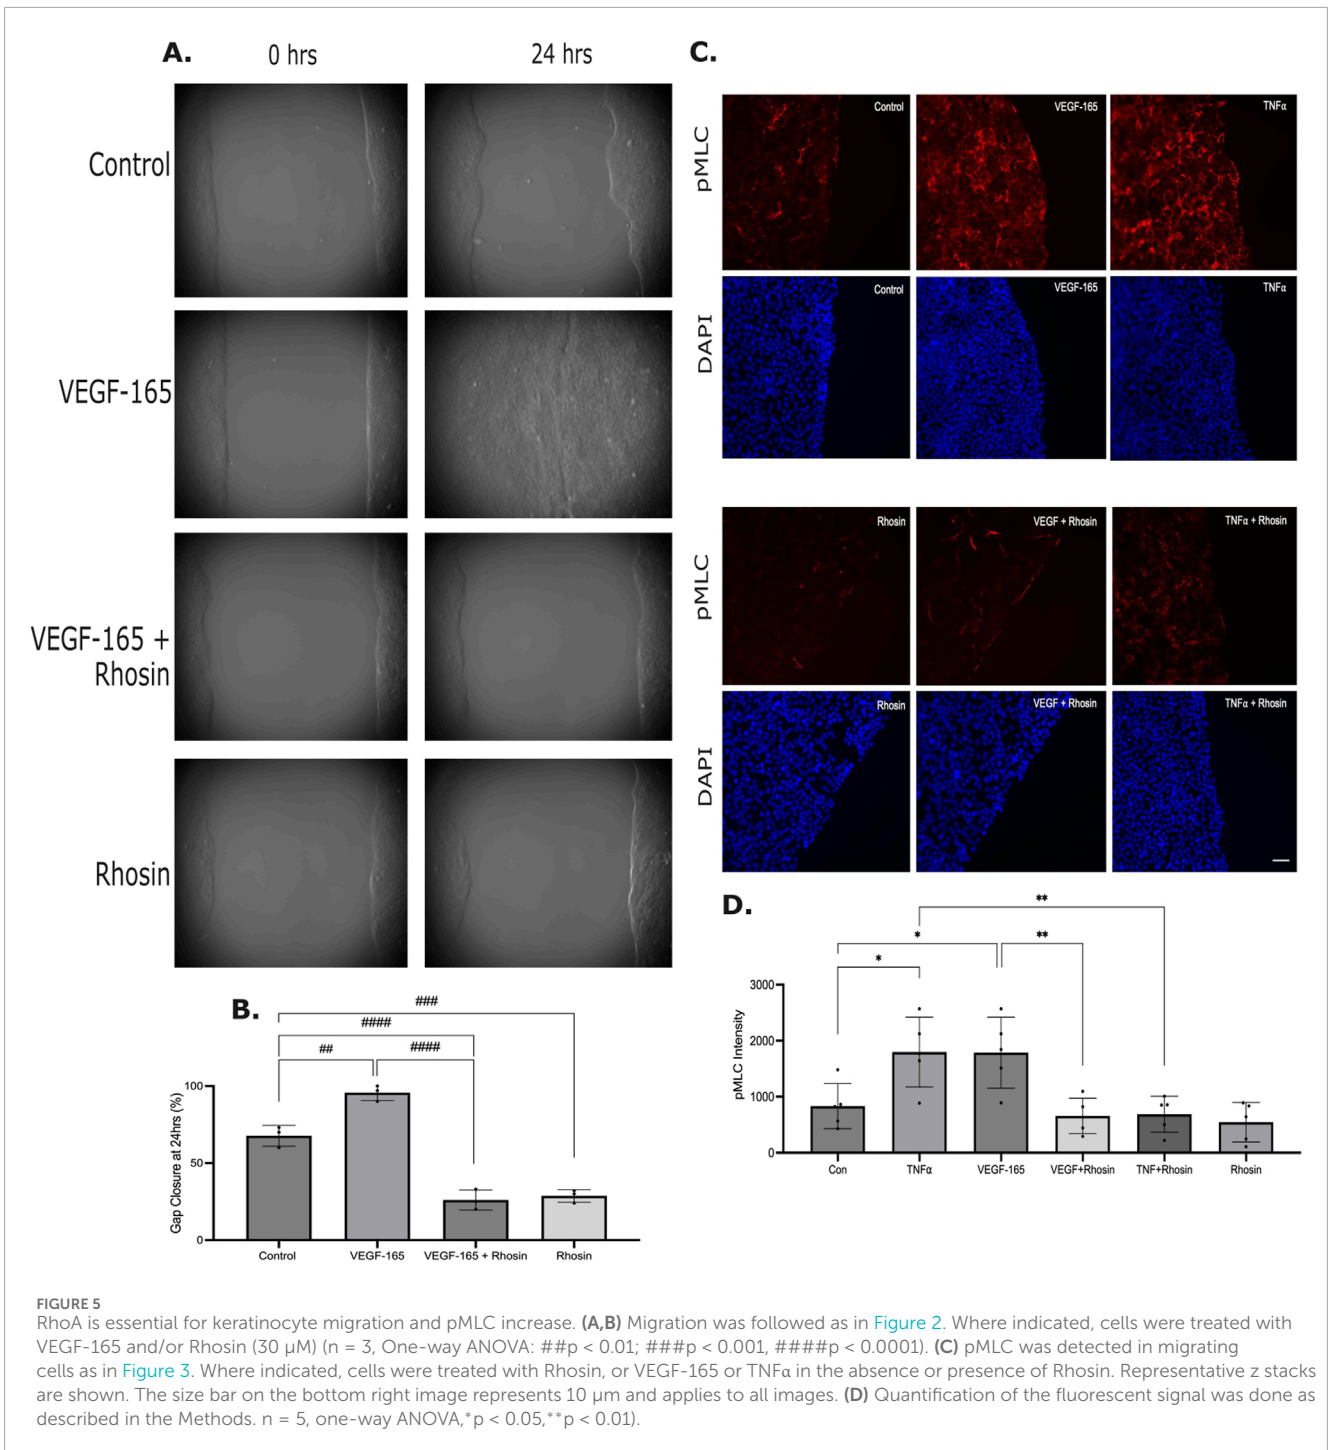 A.
0 hrs
24 hrs
Control
VEGF-165
VEGF-165 +
Rhosin
Rhosin
B.
###
####
##
####
Gap Closure at 24hrs (%)
100
50
0
Control
VEGF-165
VEGF-165 + Rhosin
Rhosin
C.
pMLC
Control
VEGF-165
TNFα
DAPI
Control
VEGF-165
TNFα
pMLC
Rhosin
VEGF + Rhosin
TNFα + Rhosin
DAPI
Rhosin
VEGF + Rhosin
TNFα + Rhosin
D.
**
*
**
*
pMLC Intensity
3000
2000
1000
0
Con
TNFα
VEGF-165
VEGF+Rhosin
TNF+Rhosin
Rhosin
FIGURE 5
RhoA is essential for keratinocyte migration and pMLC increase. (A,B) Migration was followed as in Figure 2. Where indicated, cells were treated with
VEGF-165 and/or Rhosin (30 µM) (n = 3, One-way ANOVA: ##p < 0.01; ###p < 0.001, ####p < 0.0001). (C) pMLC was detected in migrating
cells as in Figure 3. Where indicated, cells were treated with Rhosin, or VEGF-165 or TNFα in the absence or presence of Rhosin. Representative z stacks
are shown. The size bar on the bottom right image represents 10 µm and applies to all images. (D) Quantification of the fluorescent signal was done as
described in the Methods. n = 5, one-way ANOVA,*p < 0.05,**p < 0.01).